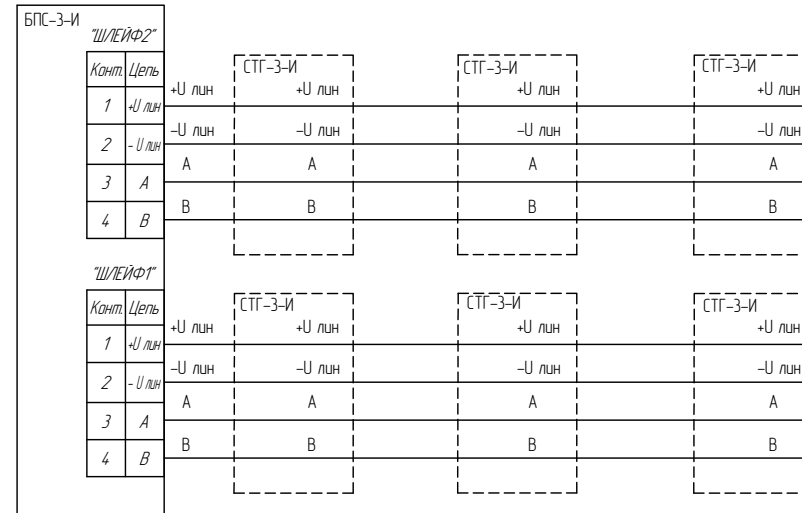 БПС-3-И
"ШЛЕЙФ2"
Конт. Цепь
1 +U лин
2 - U лин
3 А
4 В
СТГ-3-И СТГ-3-И СТГ-3-И
+U лин +U лин +U лин +U лин
-U лин -U лин -U лин -U лин
А А А А
В В В В
"ШЛЕЙФ1"
Конт. Цепь
1 +U лин
2 - U лин
3 А
4 В
СТГ-3-И СТГ-3-И СТГ-3-И
+U лин +U лин +U лин +U лин
-U лин -U лин -U лин -U лин
А А А А
В В В В